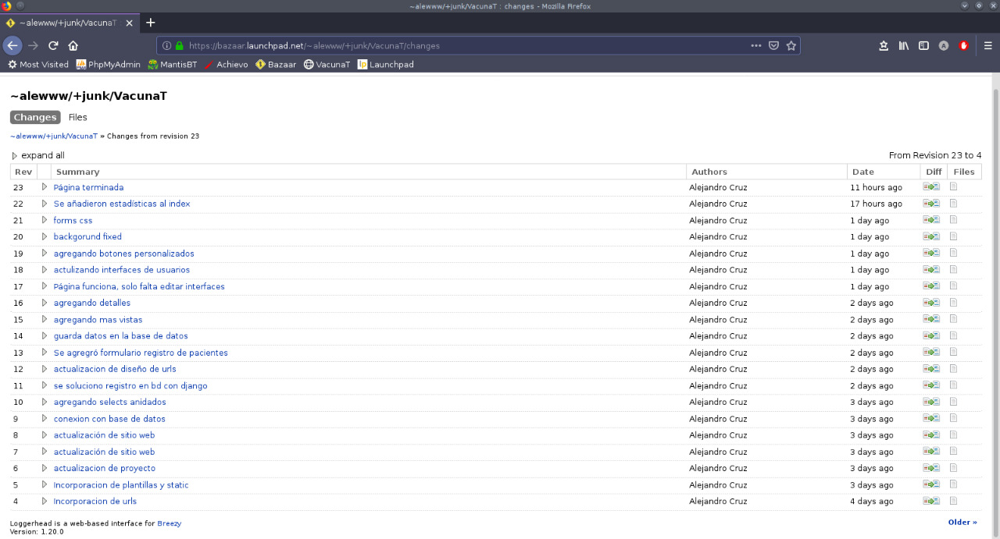 ~alewww/+junk/VacunaT : changes - Mozilla Firefox
~alewww/+junk/VacunaT
https://bazaar.launchpad.net/~alewww/+junk/VacunaT/changes
Most Visited PhpMyAdmin MantisBT Achievo Bazaar VacunaT Launchpad
~alewww/+junk/VacunaT
Changes Files
~alewww/+junk/VacunaT » Changes from revision 23
expand all From Revision 23 to 4
Rev Summary Authors Date Diff Files
23 Página terminada Alejandro Cruz 11 hours ago
22 Se añadieron estadísticas al index Alejandro Cruz 17 hours ago
21 forms css Alejandro Cruz 1 day ago
20 backgorund fixed Alejandro Cruz 1 day ago
19 agregando botones personalizados Alejandro Cruz 1 day ago
18 actulizando interfaces de usuarios Alejandro Cruz 1 day ago
17 Página funciona, solo falta editar interfaces Alejandro Cruz 1 day ago
16 agregando detalles Alejandro Cruz 2 days ago
15 agregando mas vistas Alejandro Cruz 2 days ago
14 guarda datos en la base de datos Alejandro Cruz 2 days ago
13 Se agregró formulario registro de pacientes Alejandro Cruz 2 days ago
12 actualizacion de diseño de urls Alejandro Cruz 2 days ago
11 se soluciono registro en bd con django Alejandro Cruz 2 days ago
10 agregando selects anidados Alejandro Cruz 3 days ago
9 conexion con base de datos Alejandro Cruz 3 days ago
8 actualización de sitio web Alejandro Cruz 3 days ago
7 actualización de sitio web Alejandro Cruz 3 days ago
6 actualizacion de proyecto Alejandro Cruz 3 days ago
5 Incorporacion de plantillas y static Alejandro Cruz 3 days ago
4 Incorporacion de urls Alejandro Cruz 4 days ago
Loggerhead is a web-based interface for Breezy Older »
Version: 1.20.0